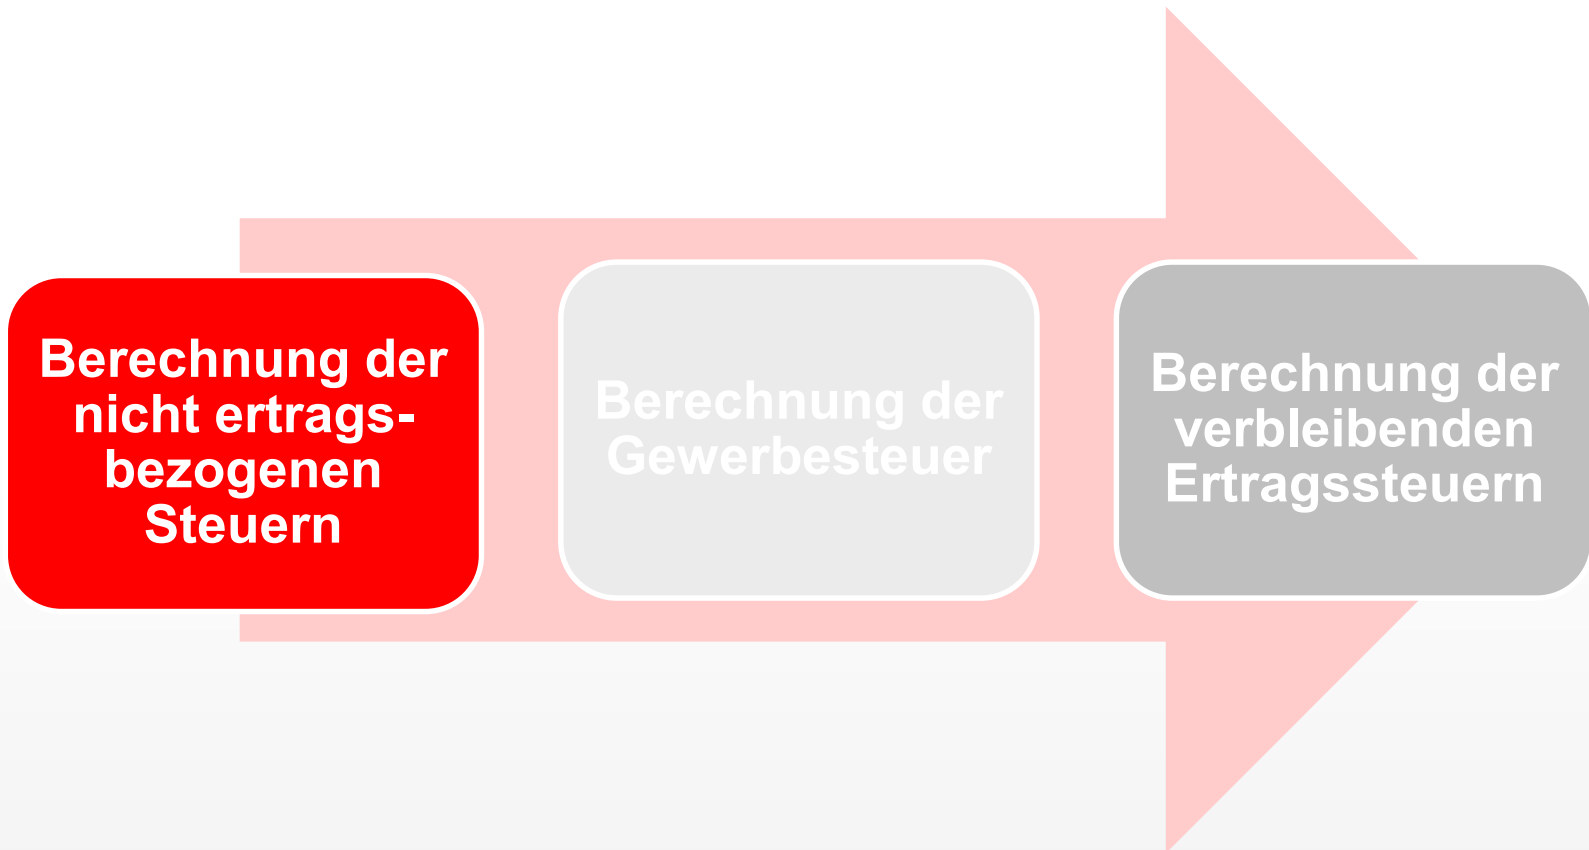 Berechnung der
nicht ertrags-
bezogenen
Steuern
Berechnung der
Gewerbesteuer
Berechnung der
verbleibenden
Ertragssteuern